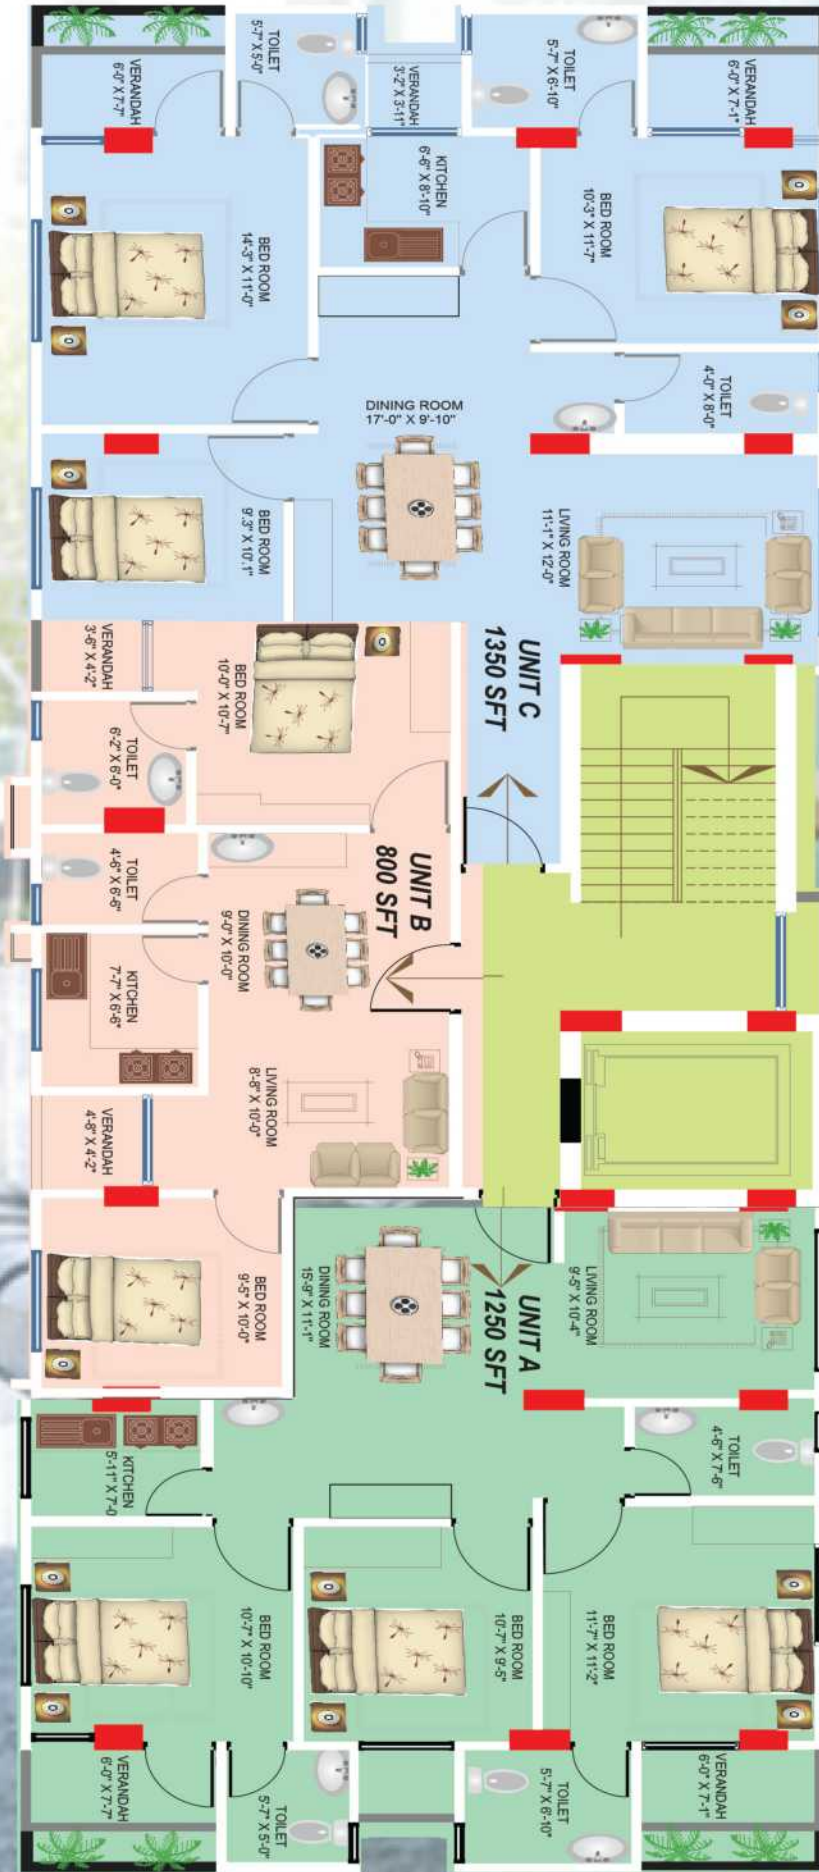 TOILET
5'-7" X 5'-0"
VERANDAH
6'-0" X 7'-7"
VERANDAH
3'-2" X 3'-11"
TOILET
5'-7" X 6'-10"
VERANDAH
6'-0" X 7'-1"
KITCHEN
6'-6" X 8'-10"
BED ROOM
10'-3" X 11'-7"
BED ROOM
14'-3" X 11'-0"
TOILET
4'-0" X 8'-0"
DINING ROOM
17'-0" X 9'-10"
BED ROOM
9'.3" X 10'.1"
LIVING ROOM
11'-1" X 12'-0"
UNIT C
1350 SFT
VERANDAH
3'-6" X 4'-2"
BED ROOM
10'-0" X 10'-7"
TOILET
6'-2" X 6'-0"
TOILET
4'-6" X 6'-6"
UNIT B
800 SFT
DINING ROOM
9'-0" X 10'-0"
KITCHEN
7'-7" X 6'-6"
LIVING ROOM
8'-8" X 10'-0"
VERANDAH
4'-8" X 4'-2"
BED ROOM
9'-5" X 10'-0"
DINING ROOM
15'-9" X 11'-1"
UNIT A
1250 SFT
LIVING ROOM
9'-5" X 10'-4"
KITCHEN
5'-11" X 7'-0
TOILET
4'-6" X 7'-6"
BED ROOM
10'-7" X 10'-10"
BED ROOM
10'-7" X 9'-5"
BED ROOM
11'-7" X 11'-2"
VERANDAH
6'-0" X 7'-7"
TOILET
5'-7" X 5'-0"
TOILET
5'-7" X 6'-10"
VERANDAH
6'-0" X 7'-1"